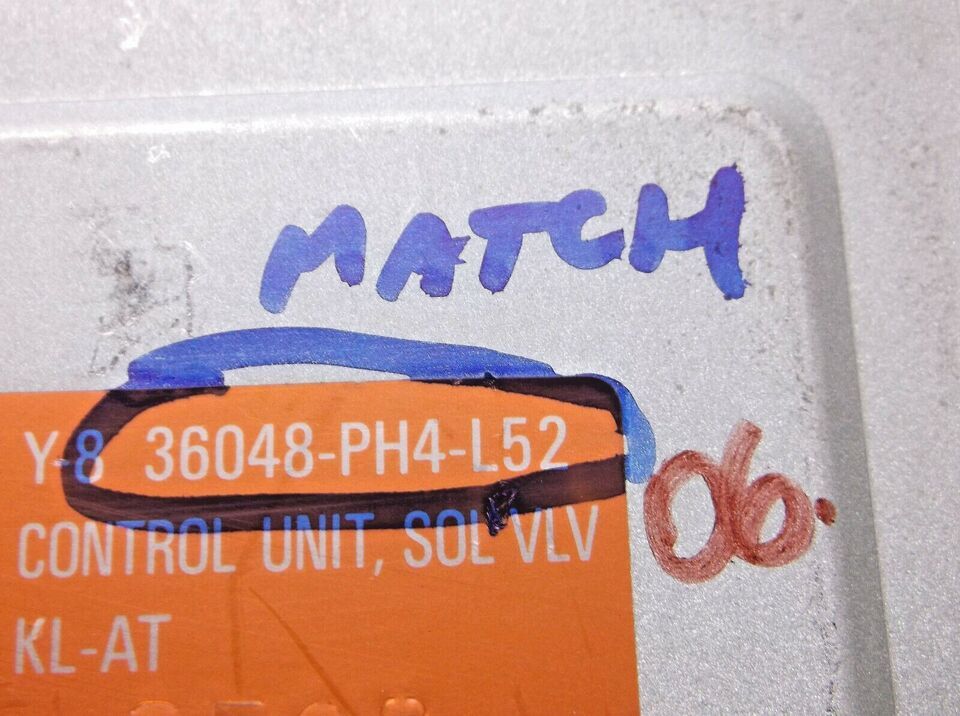 MATCH
Y-8 36048-PH4-L52
06.
CONTROL UNIT, SOL VLV
KL-AT